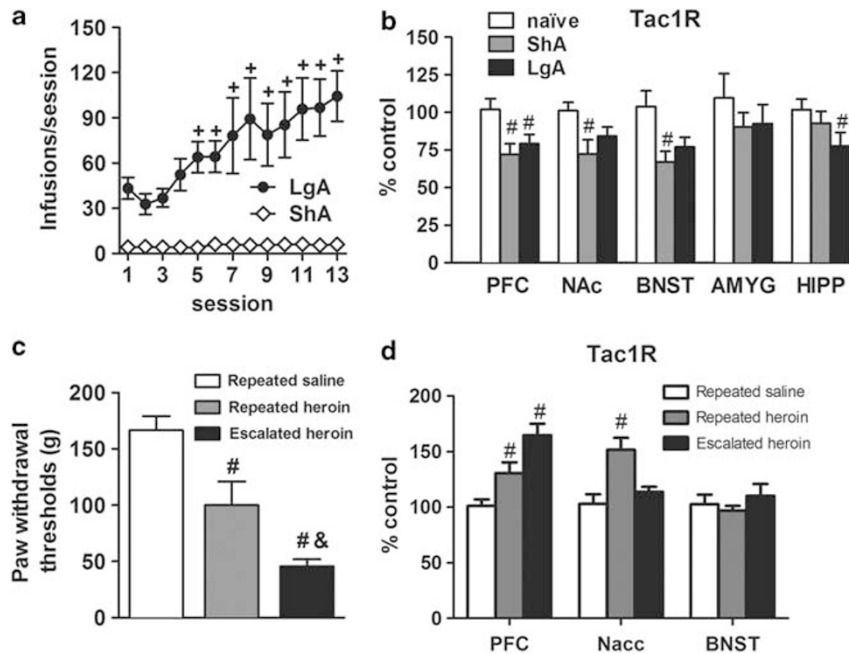 a
Infusions/session
150
120
90
60
30
0
+ + + + + + + + +
LgA
ShA
1 3 5 7 9 11 13
session
b
Tac1R
naïve
ShA
LgA
% control
150
125
100
75
50
25
0
# # # # #
PFC NAc BNST AMYG HIPP
c
Paw withdrawal
thresholds (g)
200
150
100
50
0
Repeated saline
Repeated heroin
Escalated heroin
#
# &
d
Tac1R
% control
200
150
100
50
0
Repeated saline
Repeated heroin
Escalated heroin
# # #
PFC Nacc BNST